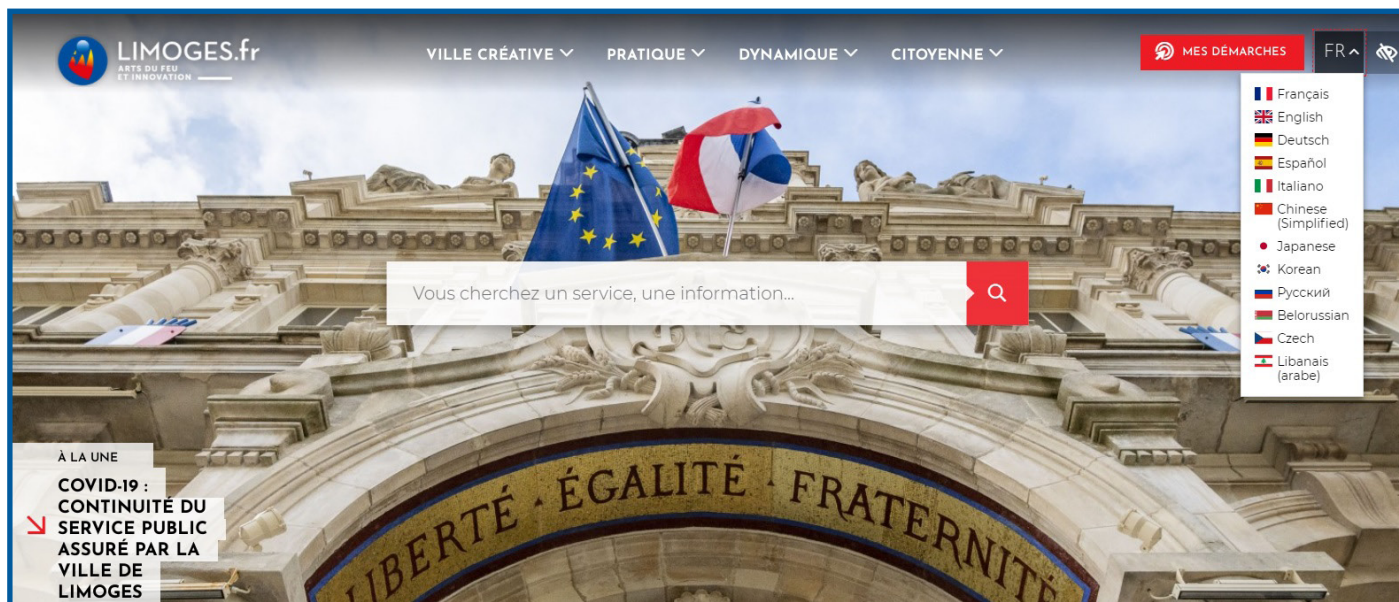 LIMOGES.fr
ARTS DU FEU
ET INNOVATION
VILLE CRÉATIVE
PRATIQUE
DYNAMIQUE
CITOYENNE
MES DÉMARCHES
FR
Français
English
Deutsch
Español
Italiano
Chinese
(Simplified)
Japanese
Korean
Русский
Belorussian
Czech
Libanais
(arabe)
Vous cherchez un service, une information...
LIBERTÉ · ÉGALITÉ · FRATERNITÉ
À LA UNE
COVID-19 :
CONTINUITÉ DU
SERVICE PUBLIC
ASSURÉ PAR LA
VILLE DE
LIMOGES